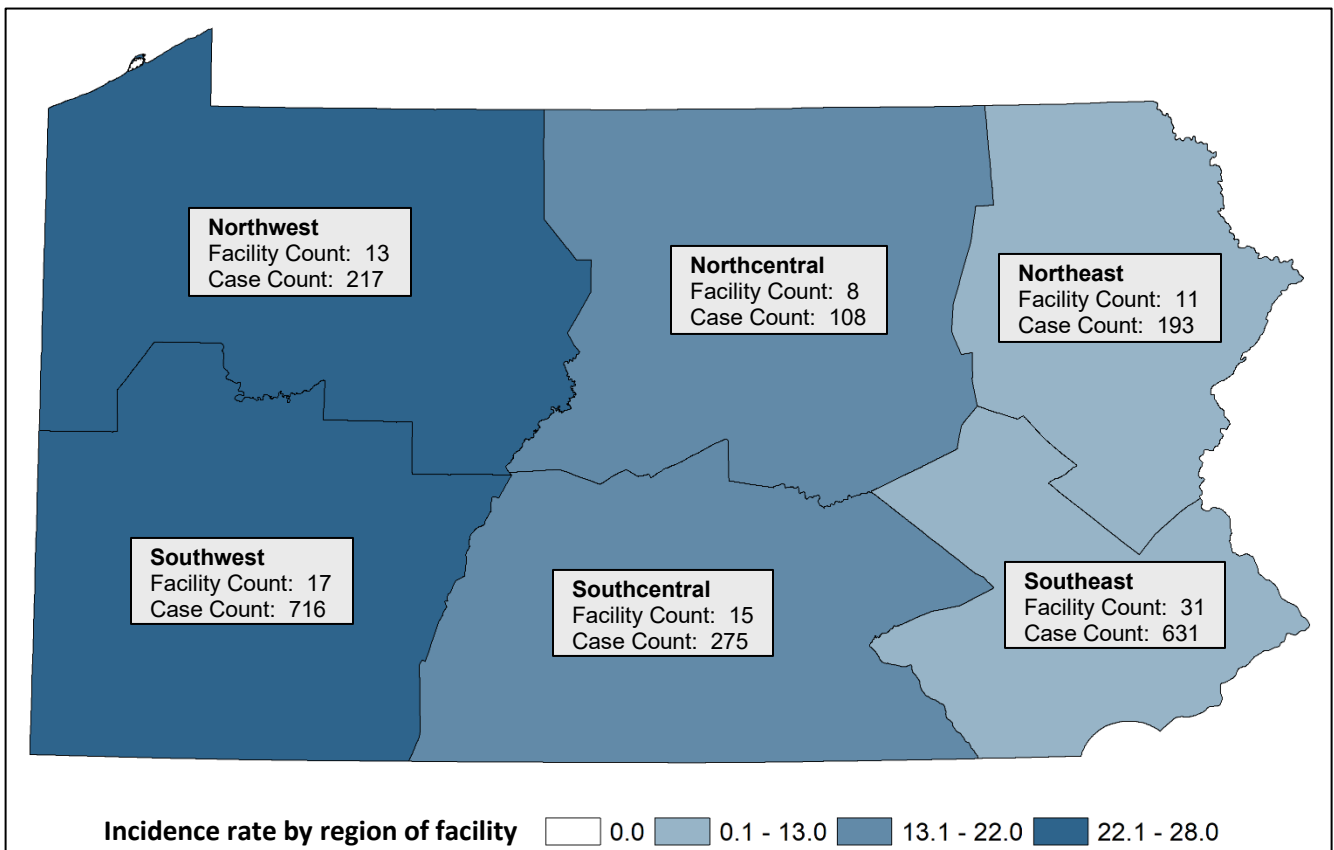 Northwest
Facility Count: 13
Case Count: 217
Northcentral
Facility Count: 8
Case Count: 108
Northeast
Facility Count: 11
Case Count: 193
Southwest
Facility Count: 17
Case Count: 716
Southcentral
Facility Count: 15
Case Count: 275
Southeast
Facility Count: 31
Case Count: 631
Incidence rate by region of facility 0.0 0.1 - 13.0 13.1 - 22.0 22.1 - 28.0